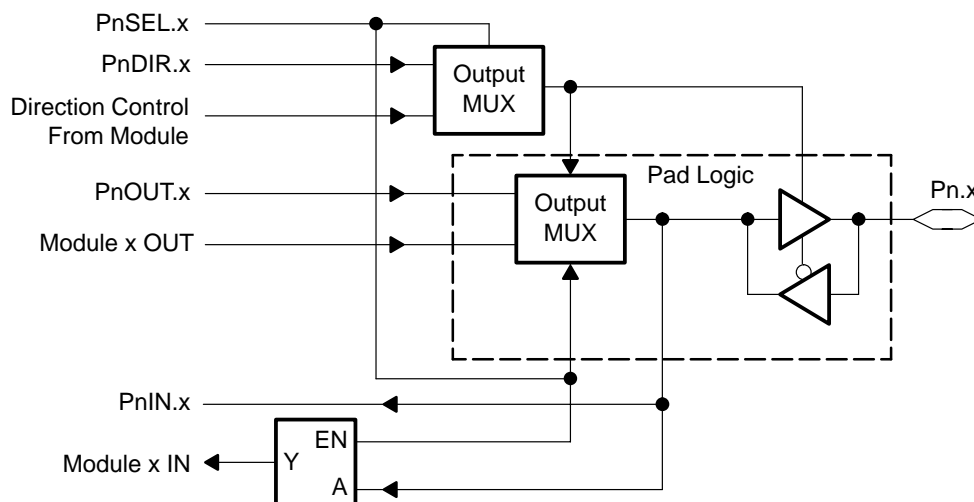 PnSEL.x
PnDIR.x
Output
MUX
Direction Control
From Module
Pad Logic
PnOUT.x
Output
MUX
Pn.x
Module x OUT
PnIN.x
EN
Y
Module x IN
A